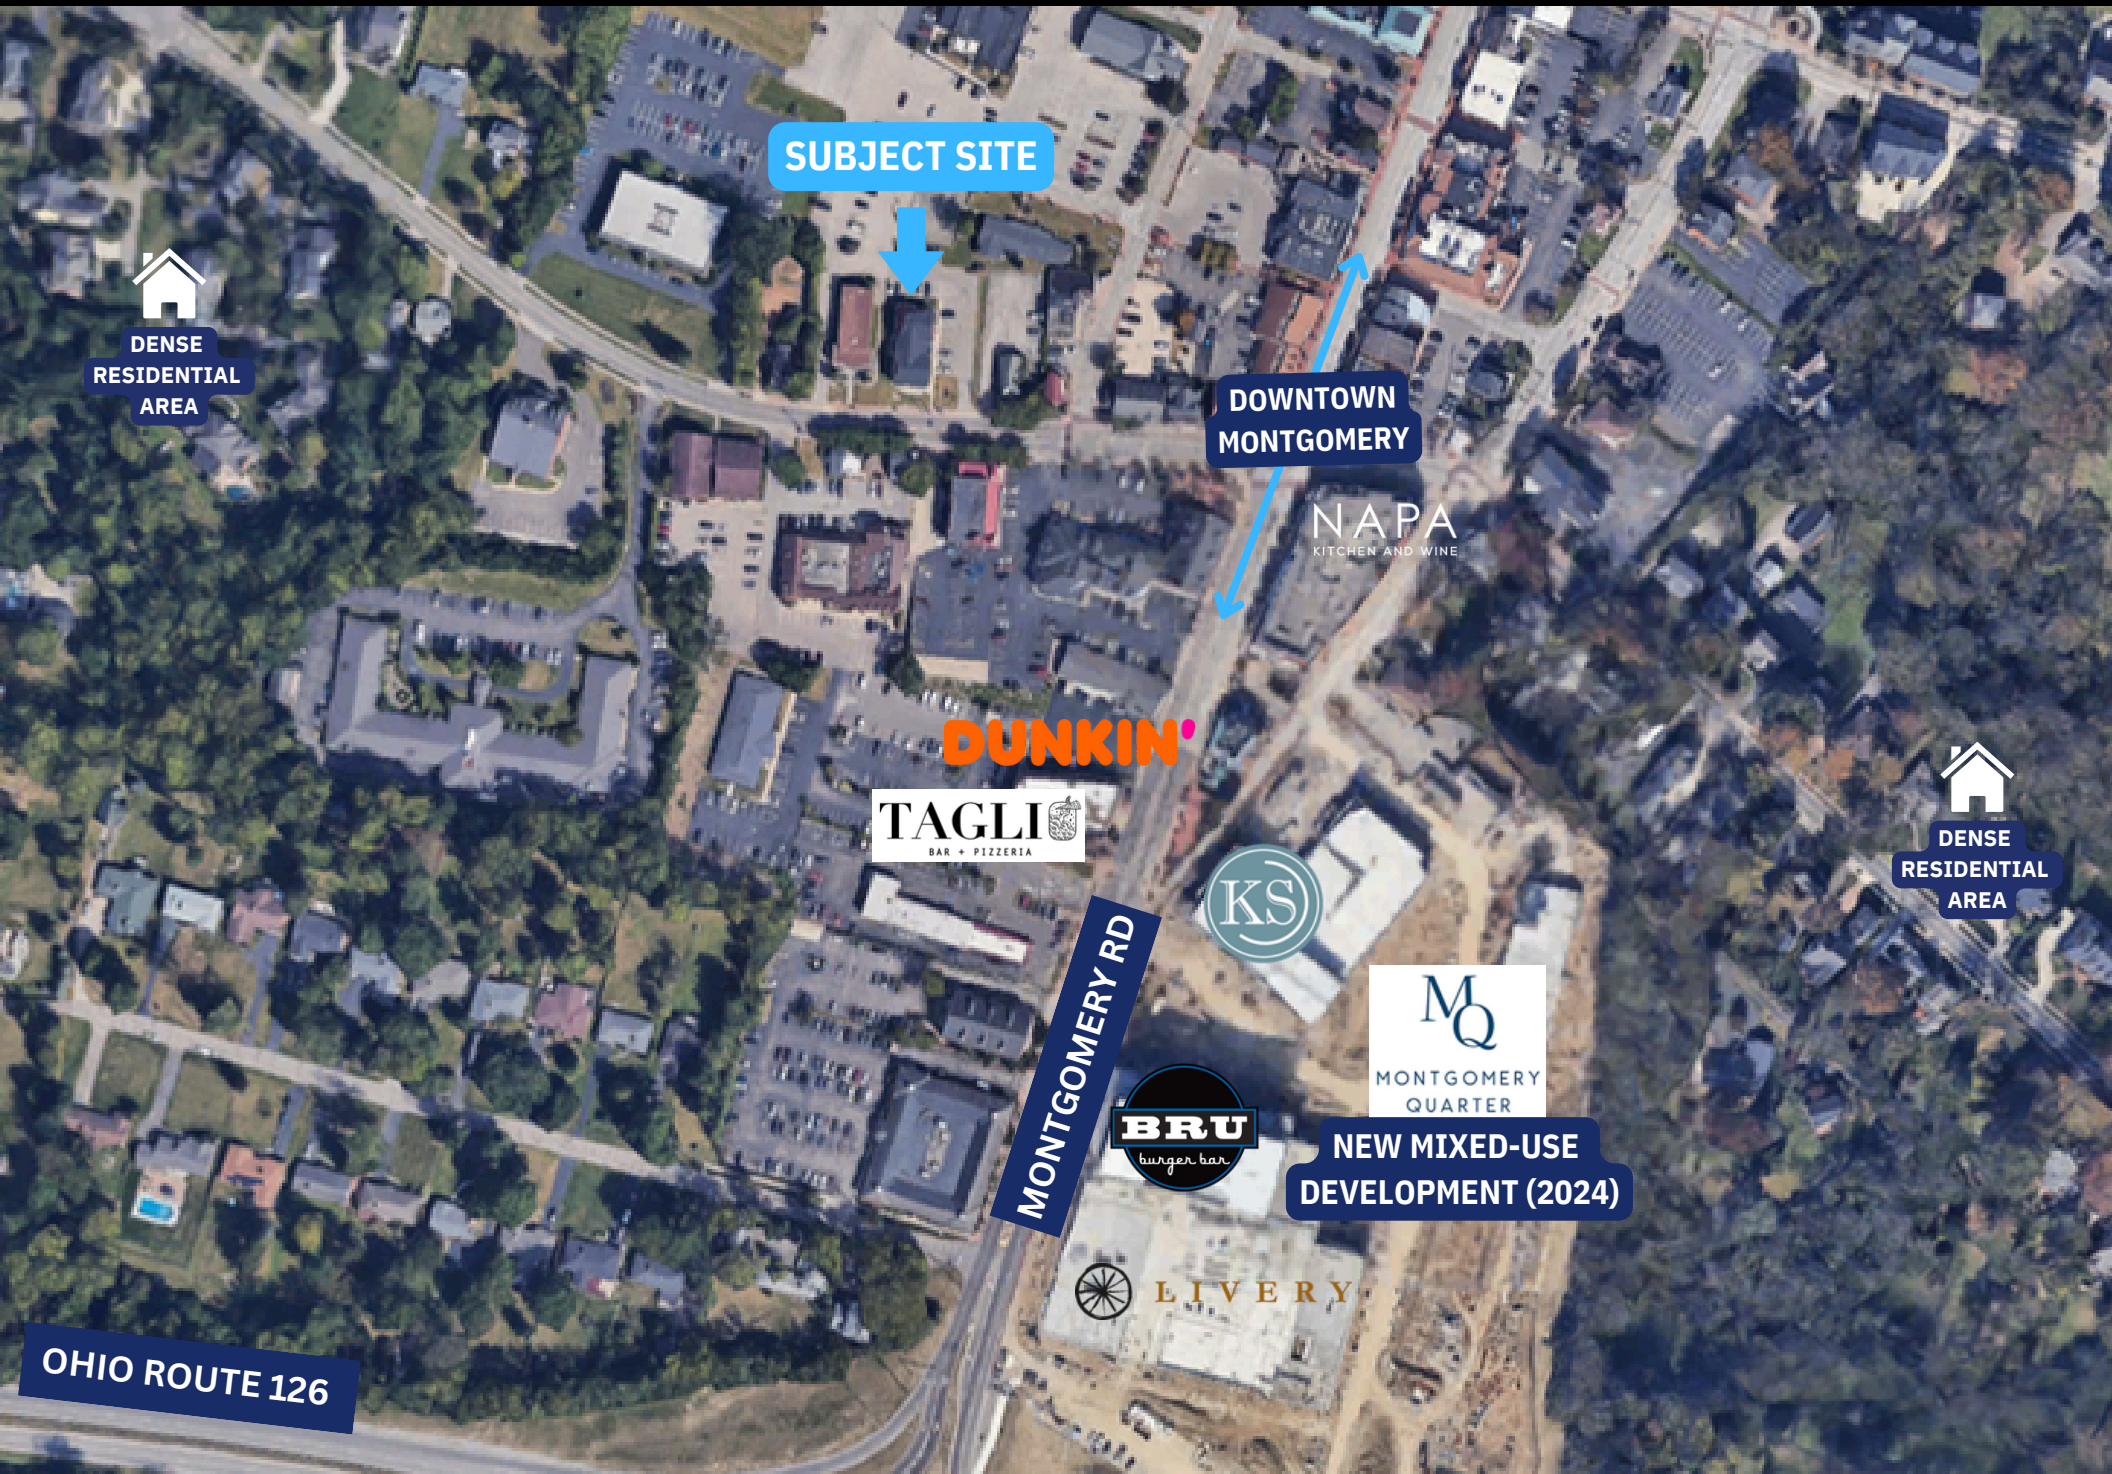 SUBJECT SITE
DENSE
RESIDENTIAL
AREA
DOWNTOWN
MONTGOMERY
NAPA
KITCHEN AND WINE
DUNKIN'
TAGLIO
BAR + PIZZERIA
KS
MONTGOMERY RD
DENSE
RESIDENTIAL
AREA
MQ
MONTGOMERY
QUARTER
NEW MIXED-USE
DEVELOPMENT (2024)
BRU
burger bar
LIVERY
OHIO ROUTE 126